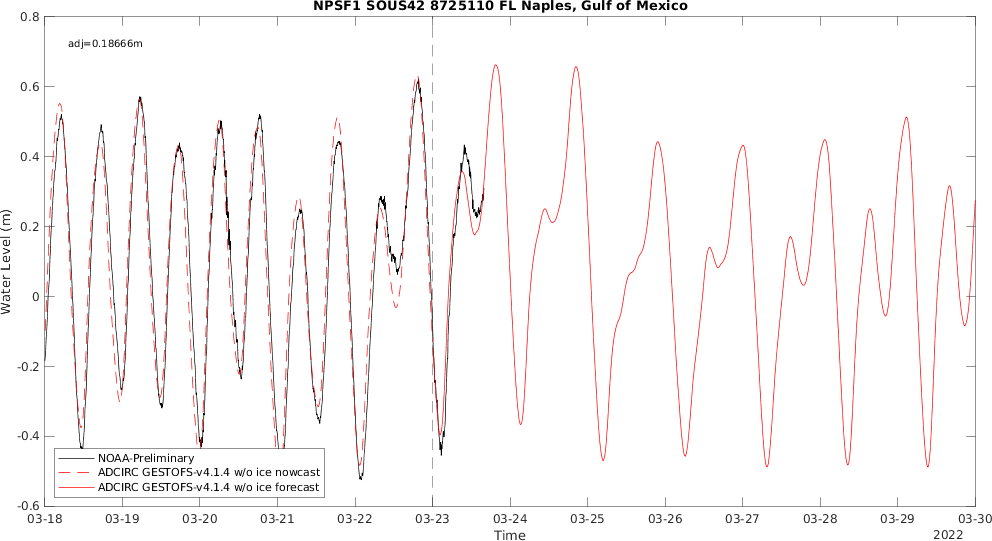 NPSF1 SOUS42 8725110 FL Naples, Gulf of Mexico
adj=0.18666m
0.8
0.6
0.4
0.2
0
-0.2
-0.4
-0.6
Water Level (m)
NOAA-Preliminary
ADCIRC GESTOFS-v4.1.4 w/o ice nowcast
ADCIRC GESTOFS-v4.1.4 w/o ice forecast
03-18 03-19 03-20 03-21 03-22 03-23 03-24 03-25 03-26 03-27 03-28 03-29 03-30
Time
2022